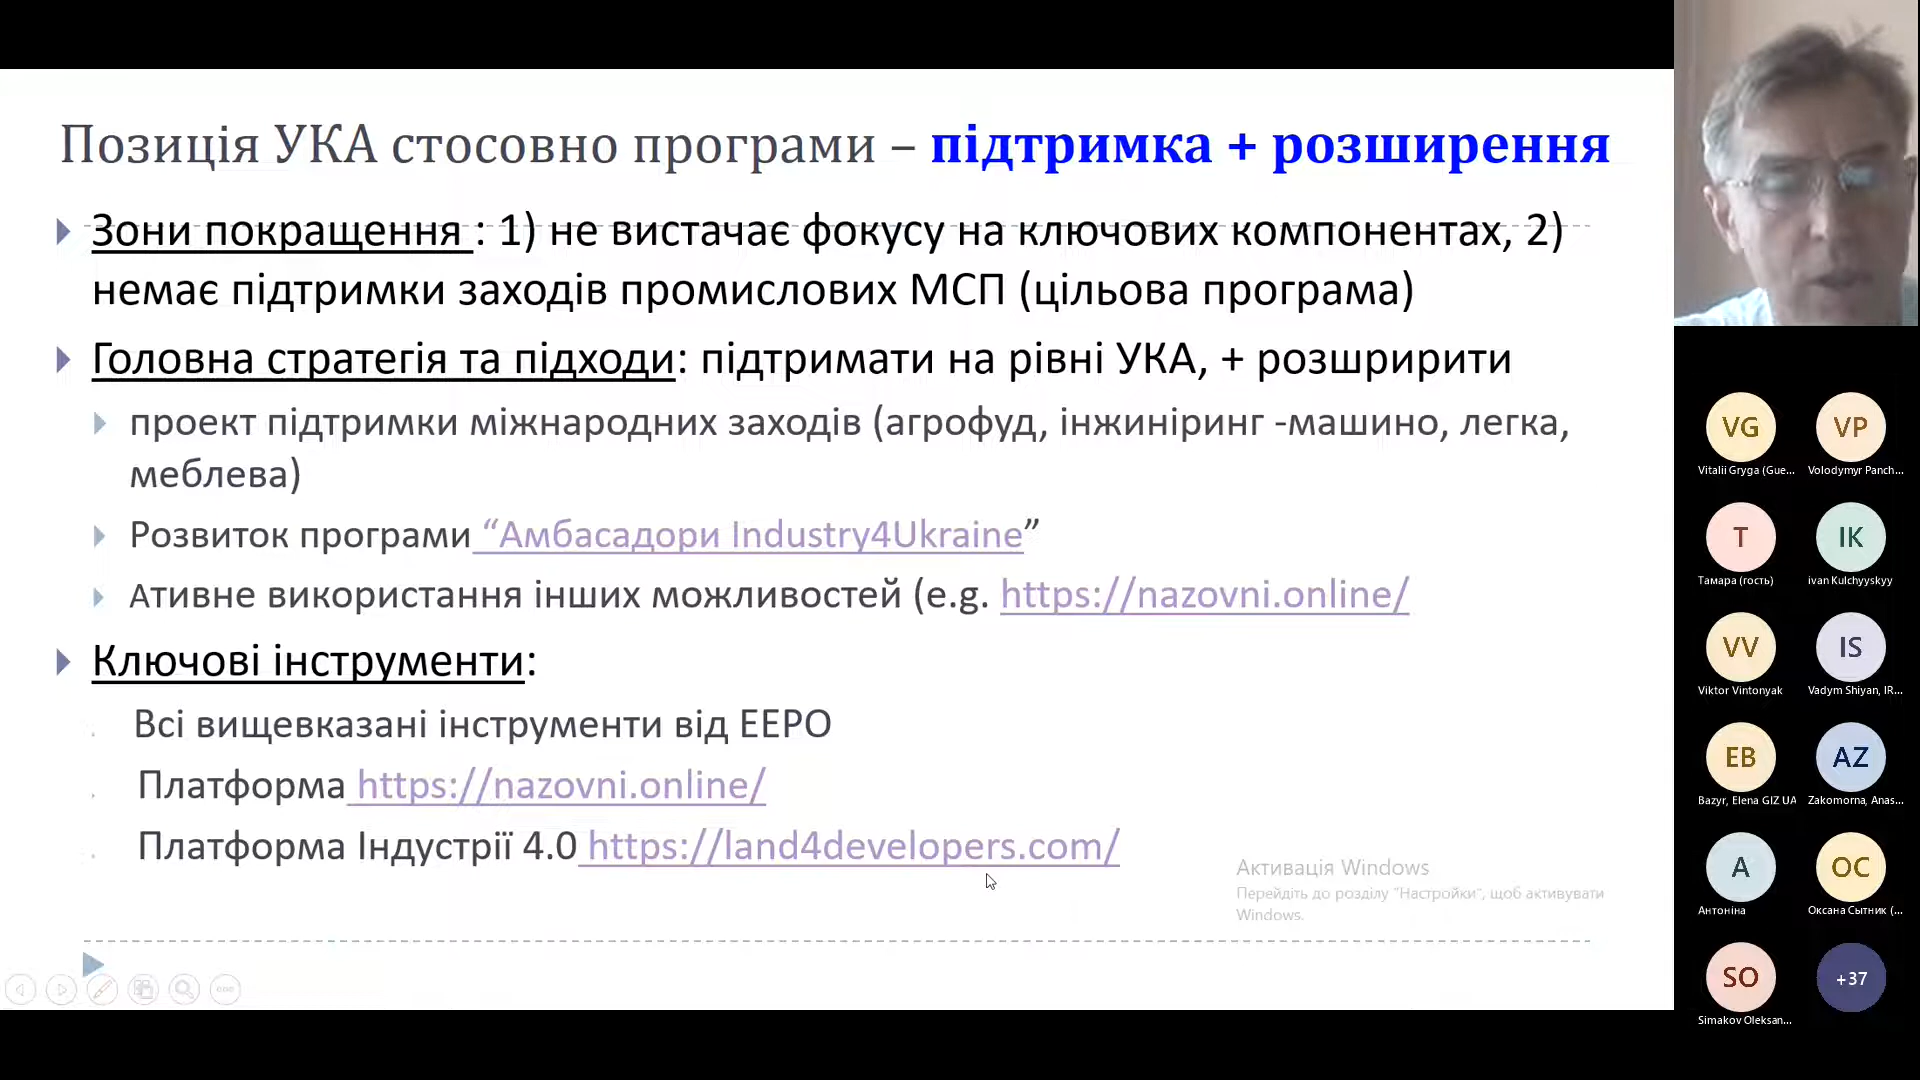 Позиція УКА стосовно програми – підтримка + розширення
Зони покращення : 1) не вистачає фокусу на ключових компонентах, 2)
немає підтримки заходів промислових МСП (цільова програма)
Головна стратегія та підходи: підтримати на рівні УКА, + розшририти
проект підтримки міжнародних заходів (агрофуд, інжиніринг -машино, легка,
меблева)
Розвиток програми “Амбасадори Industry4Ukraine”
Ативне використання інших можливостей (e.g. https://nazovni.online/
Ключові інструменти:
Всі вищевказані інструменти від ЕЕРО
Платформа https://nazovni.online/
Платформа Індустрії 4.0 https://land4developers.com/
Активація Windows
Перейдіть до розділу "Настройки", щоб активувати
Windows.
VG
VP
Vitalii Gryga (Gue...
Volodymyr Panch...
T
IK
Тамара (гость)
ivan Kulchyyskyy
VV
IS
Viktor Vintonyak
Vadym Shiyan, IR...
EB
AZ
Bazyr, Elena GIZ UA
Zakomorna, Anas...
A
OC
Антоніна
Оксана Сытник (...
SO
+37
Simakov Oleksan...